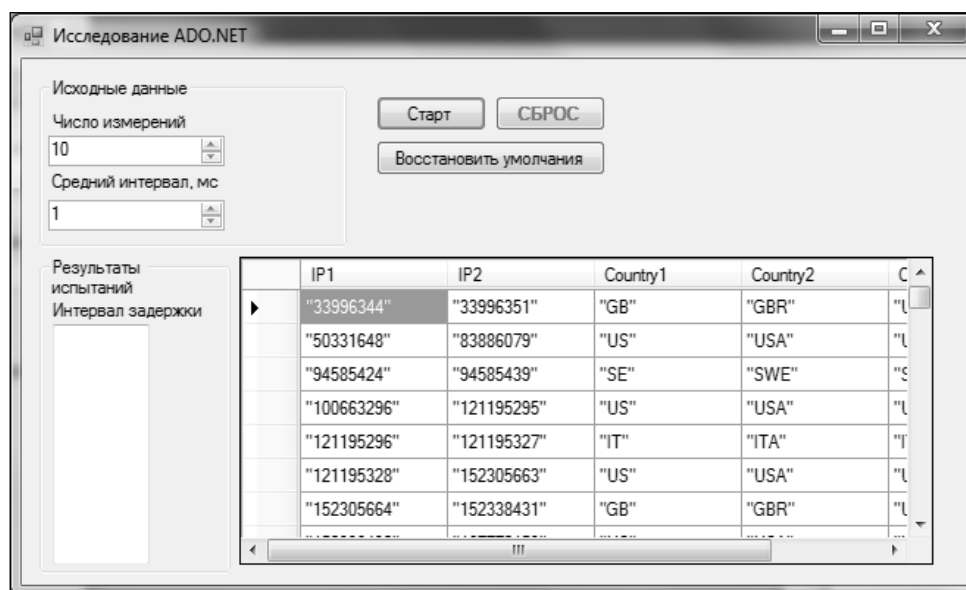 Исследование ADO.NET
Исходные данные
Число измерений
10
Средний интервал, мс
1
Старт
СБРОС
Восстановить умолчания
Результаты
испытаний
Интервал задержки
IP1 IP2 Country1 Country2
"33996344" "33996351" "GB" "GBR"
"50331648" "83886079" "US" "USA"
"94585424" "94585439" "SE" "SWE"
"100663296" "121195295" "US" "USA"
"121195296" "121195327" "IT" "ITA"
"121195328" "152305663" "US" "USA"
"152305664" "152338431" "GB" "GBR"